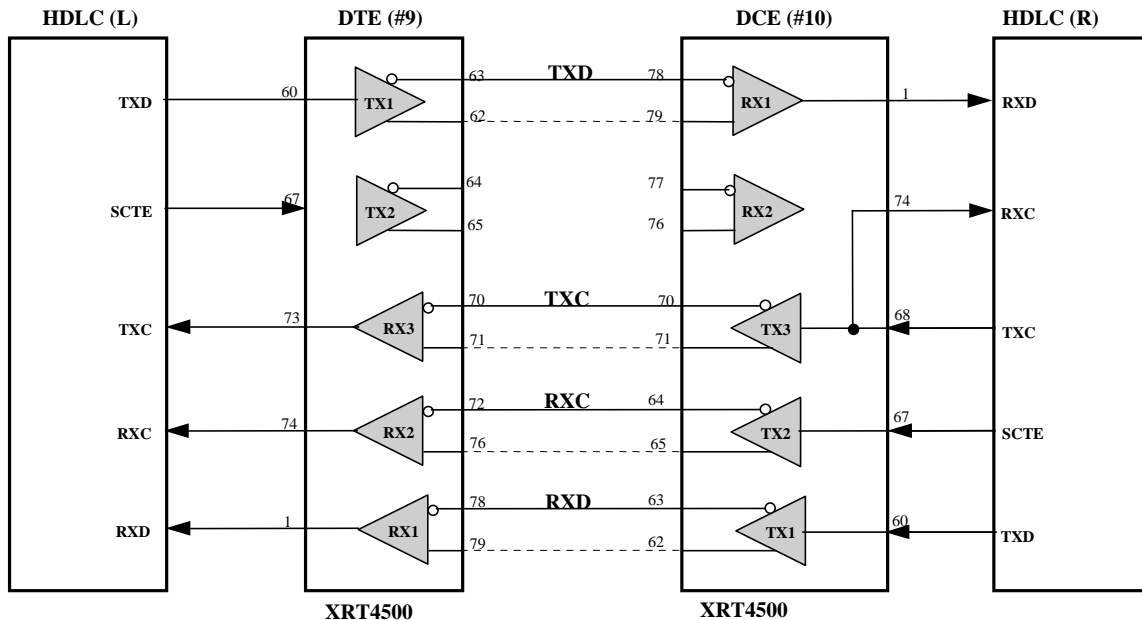 HDLC (L) DTE (#9) DCE (#10) HDLC (R)
TXD 60 TX1 63 TXD 78 RX1 1 RXD
62 79
SCTE 67 TX2 64 77 RX2 74 RXC
65 76
TXC 73 RX3 70 TXC 70 TX3 68 TXC
71 71
RXC 74 RX2 72 RXC 64 TX2 67 SCTE
76 65
RXD 1 RX1 78 RXD 63 TX1 60 TXD
79 62
XRT4500 XRT4500